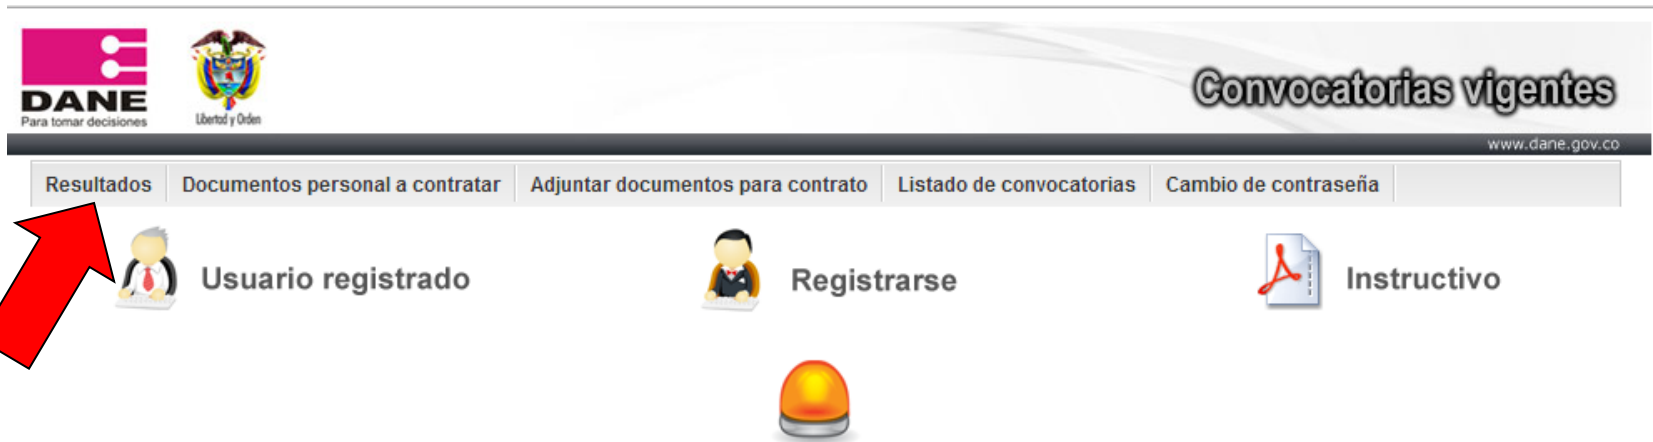 DANE
Para tomar decisiones
Libertad y Orden
Convocatorias vigentes
www.dane.gov.co
Resultados Documentos personal a contratar Adjuntar documentos para contrato Listado de convocatorias Cambio de contraseña
Usuario registrado Registrarse Instructivo